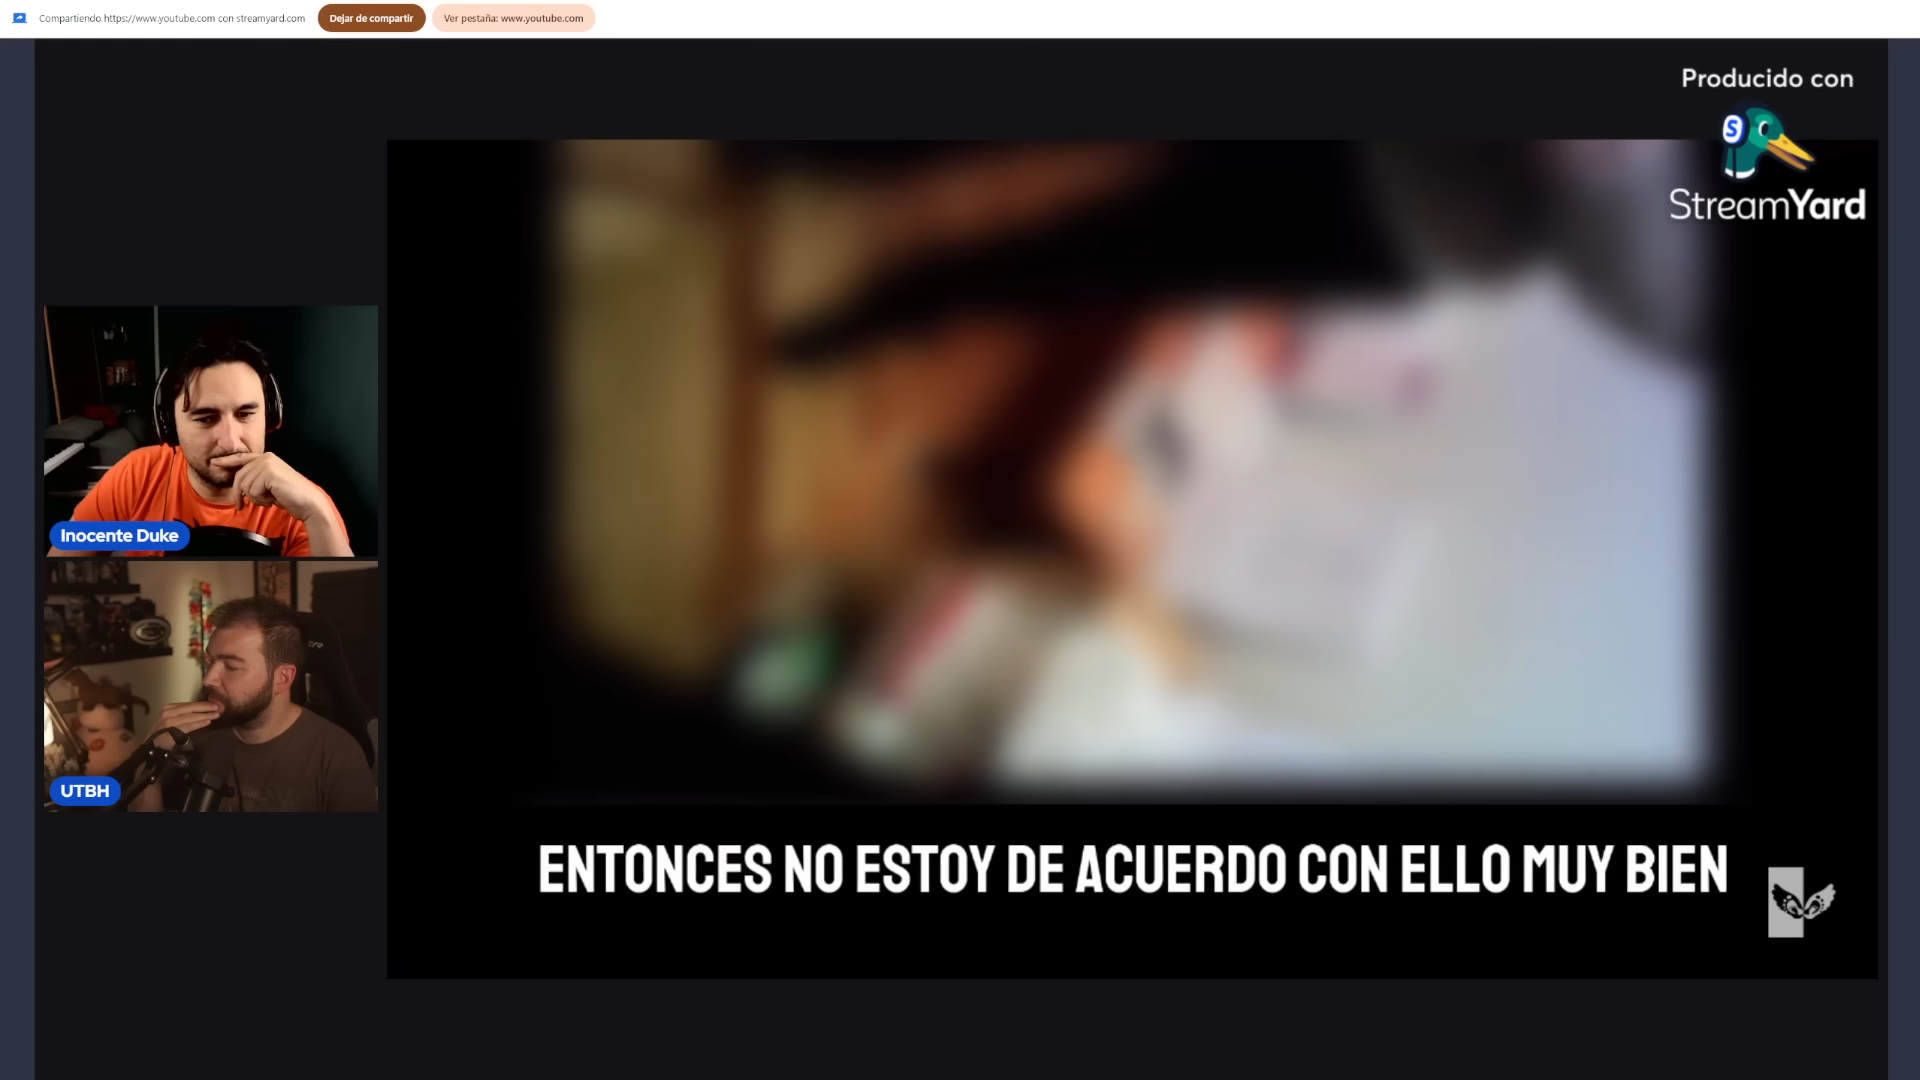 Compartiendo https://www.youtube.com con streamyard.com
Dejar de compartir
Ver pestaña: www.youtube.com
Producido con
S
StreamYard
Inocente Duke
UTBH
ENTONCES NO ESTOY DE ACUERDO CON ELLO MUY BIEN